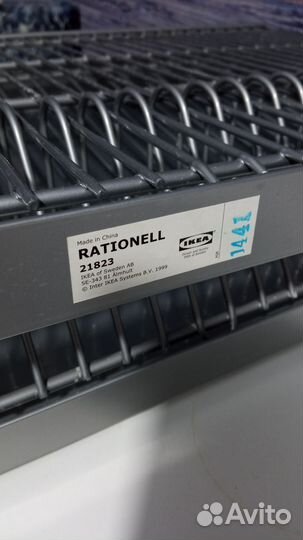 Made in China
RATIONELL
21823
IKEA of Sweden AB
SE-343 81 Älmhult
© Inter IKEA Systems B.V. 1999
IKEA
1441
Avito